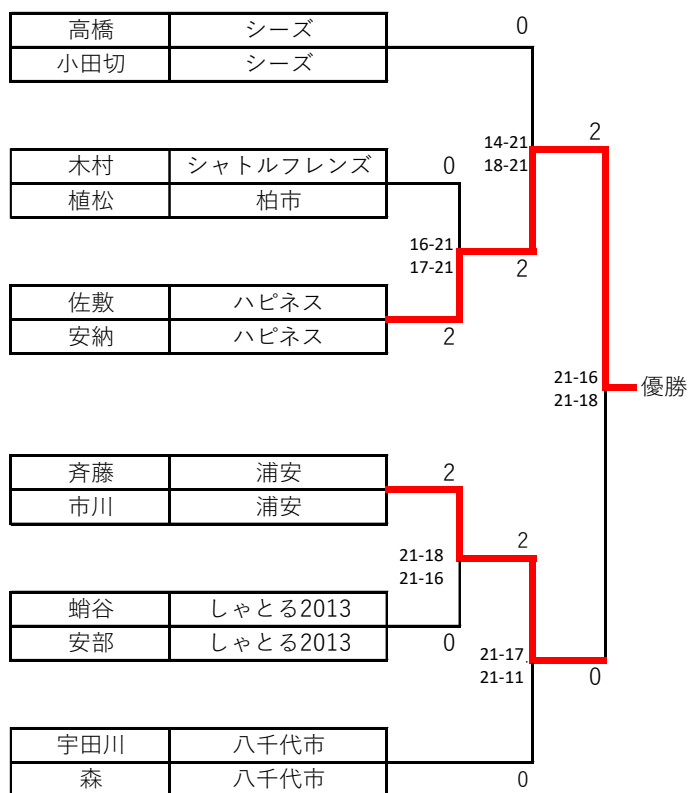 高橋 シーズ 0
小田切 シーズ
14-21 2
18-21
木村 シャトルフレンズ 0
植松 柏市
16-21
17-21 2
佐敷 ハピネス
安納 ハピネス 2
21-16 優勝
21-18
斉藤 浦安 2
市川 浦安
2
21-18
21-16
蛸谷 しゃとる2013
安部 しゃとる2013 0
21-17
21-11 0
宇田川 八千代市
森 八千代市 0